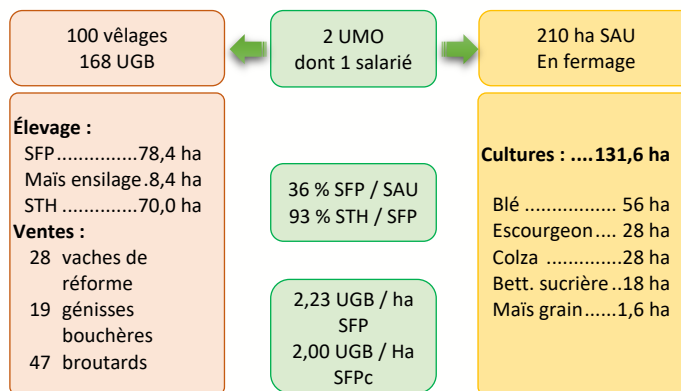 100 vêlages
168 UGB
2 UMO
dont 1 salarié
210 ha SAU
En fermage
Élevage :
SFP...............78,4 ha
Maïs ensilage.8,4 ha
STH ..............70,0 ha
Ventes :
28 vaches de
réforme
19 génisses
bouchères
47 broutards
36 % SFP / SAU
93 % STH / SFP
2,23 UGB / ha
SFP
2,00 UGB / Ha
SFPc
Cultures : ....131,6 ha
Blé ................. 56 ha
Escourgeon.... 28 ha
Colza .............28 ha
Bett. sucrière ..18 ha
Maïs grain......1,6 ha